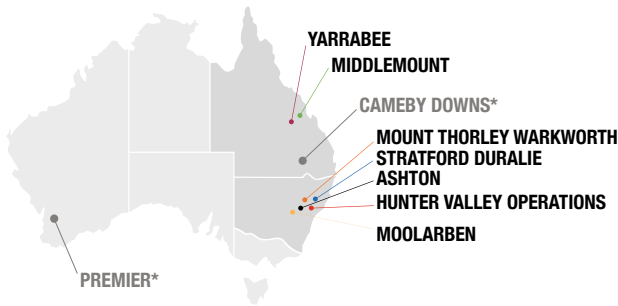 YARRABEE
MIDDLEMOUNT
CAMEBY DOWNS*
MOUNT THORLEY WARKWORTH
STRATFORD DURALIE
ASHTON
HUNTER VALLEY OPERATIONS
MOOLARBEN
PREMIER*